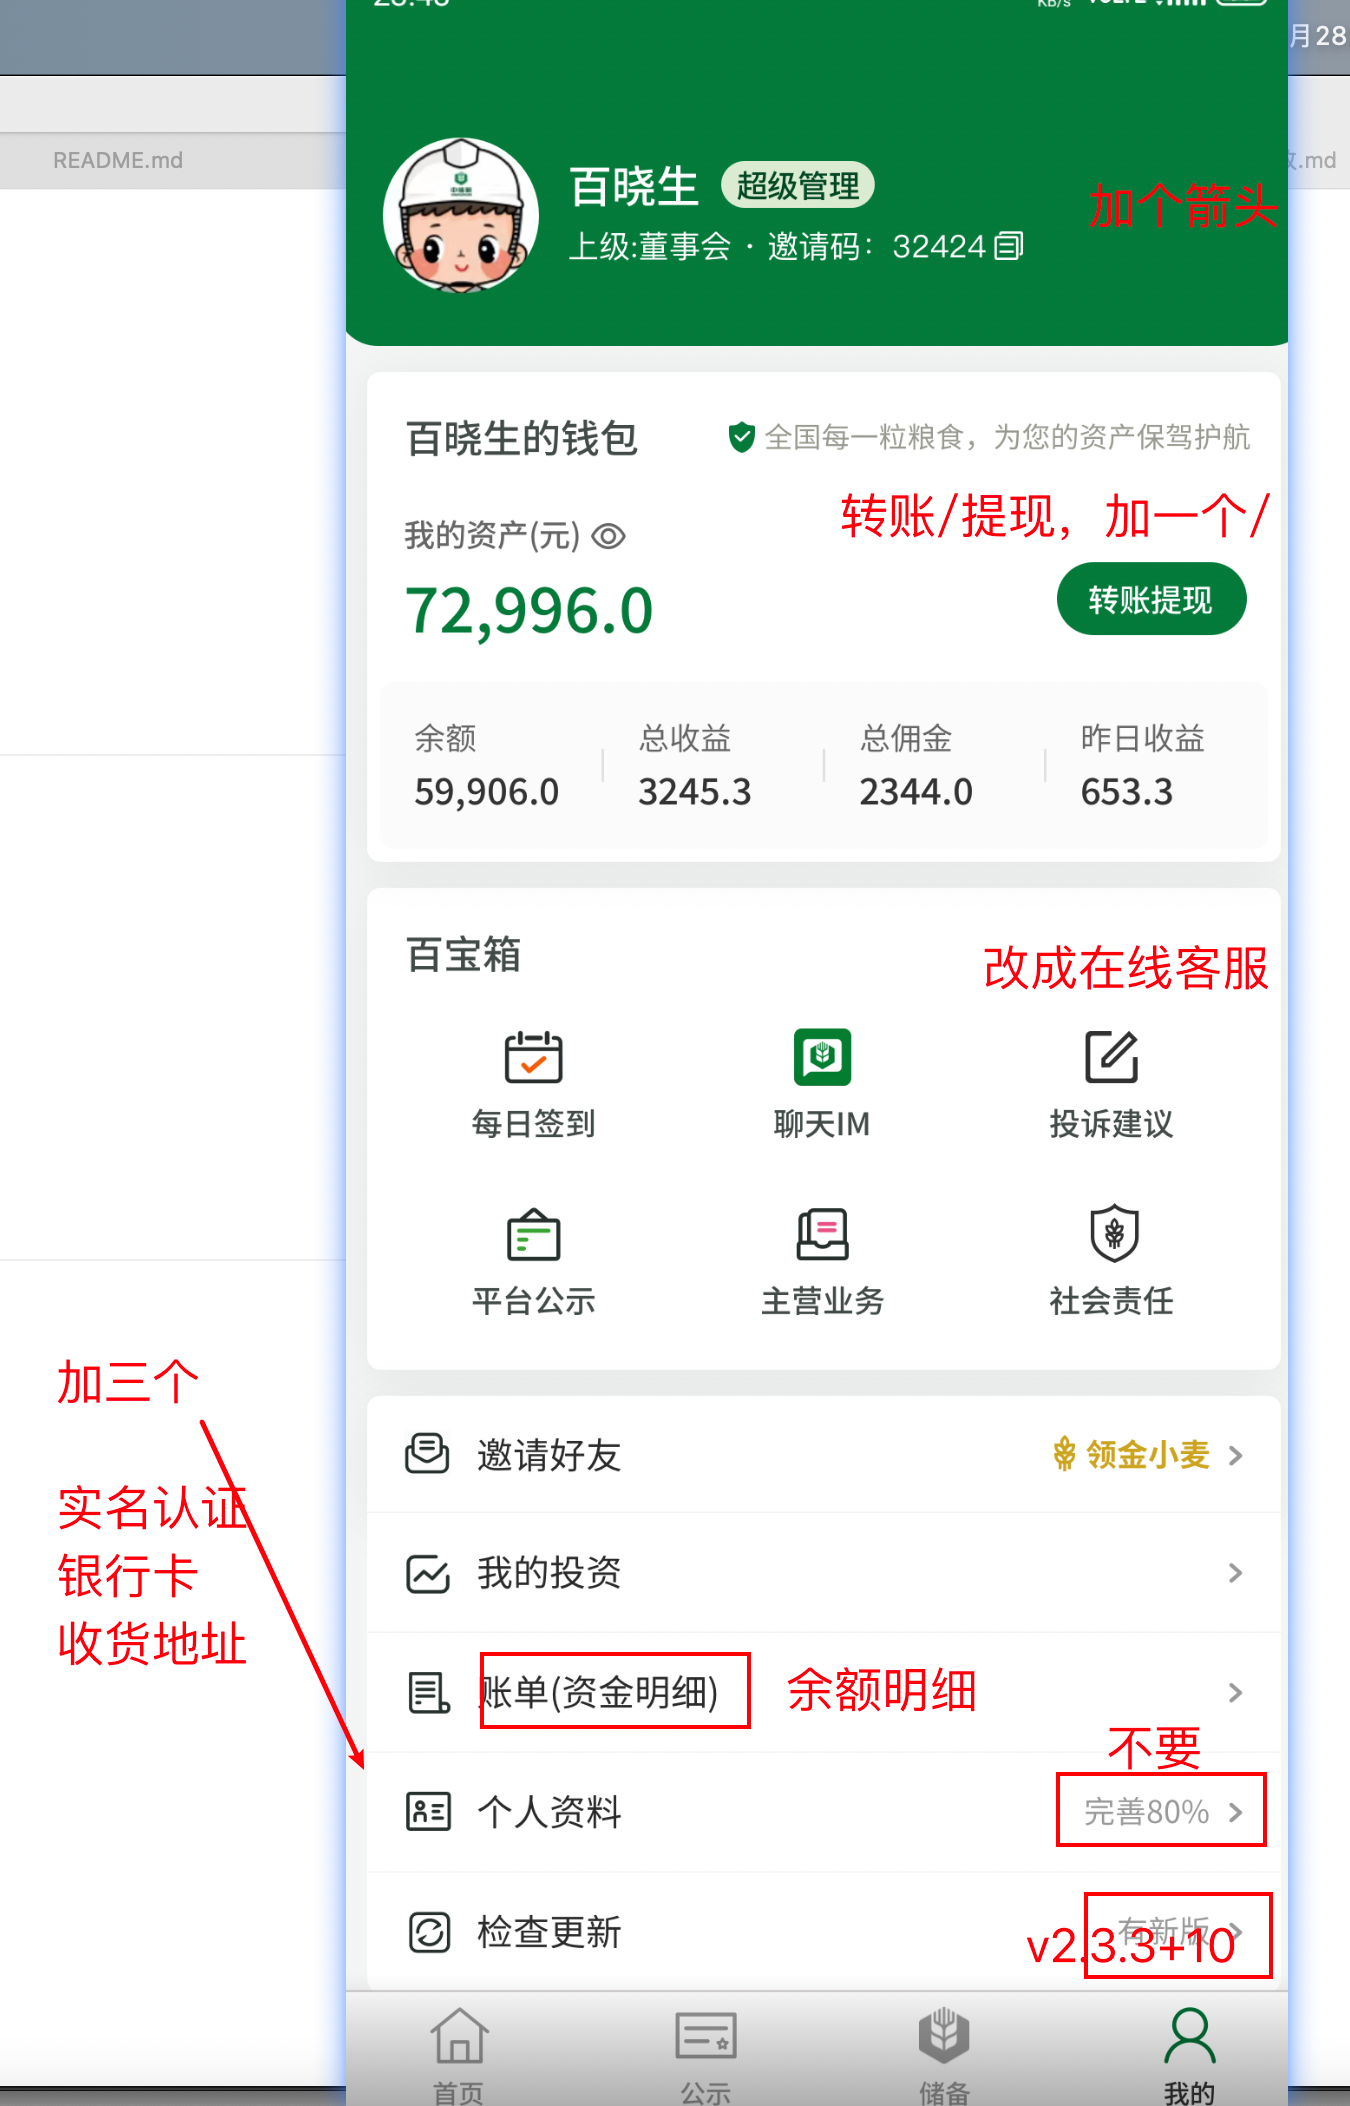 KB/s
月28
README.md
.md
百晓生 超级管理
加个箭头
上级:董事会 · 邀请码：32424
百晓生的钱包
全国每一粒粮食，为您的资产保驾护航
转账/提现，加一个/
我的资产(元)
72,996.0
转账提现
余额 总收益 总佣金 昨日收益
59,906.0 3245.3 2344.0 653.3
百宝箱
改成在线客服
每日签到 聊天IM 投诉建议
平台公示 主营业务 社会责任
加三个
实名认证
银行卡
收货地址
邀请好友 领金小麦
我的投资
账单(资金明细) 余额明细
不要
个人资料 完善80%
检查更新 有新版
v2.3.3+10
首页 公示 储备 我的